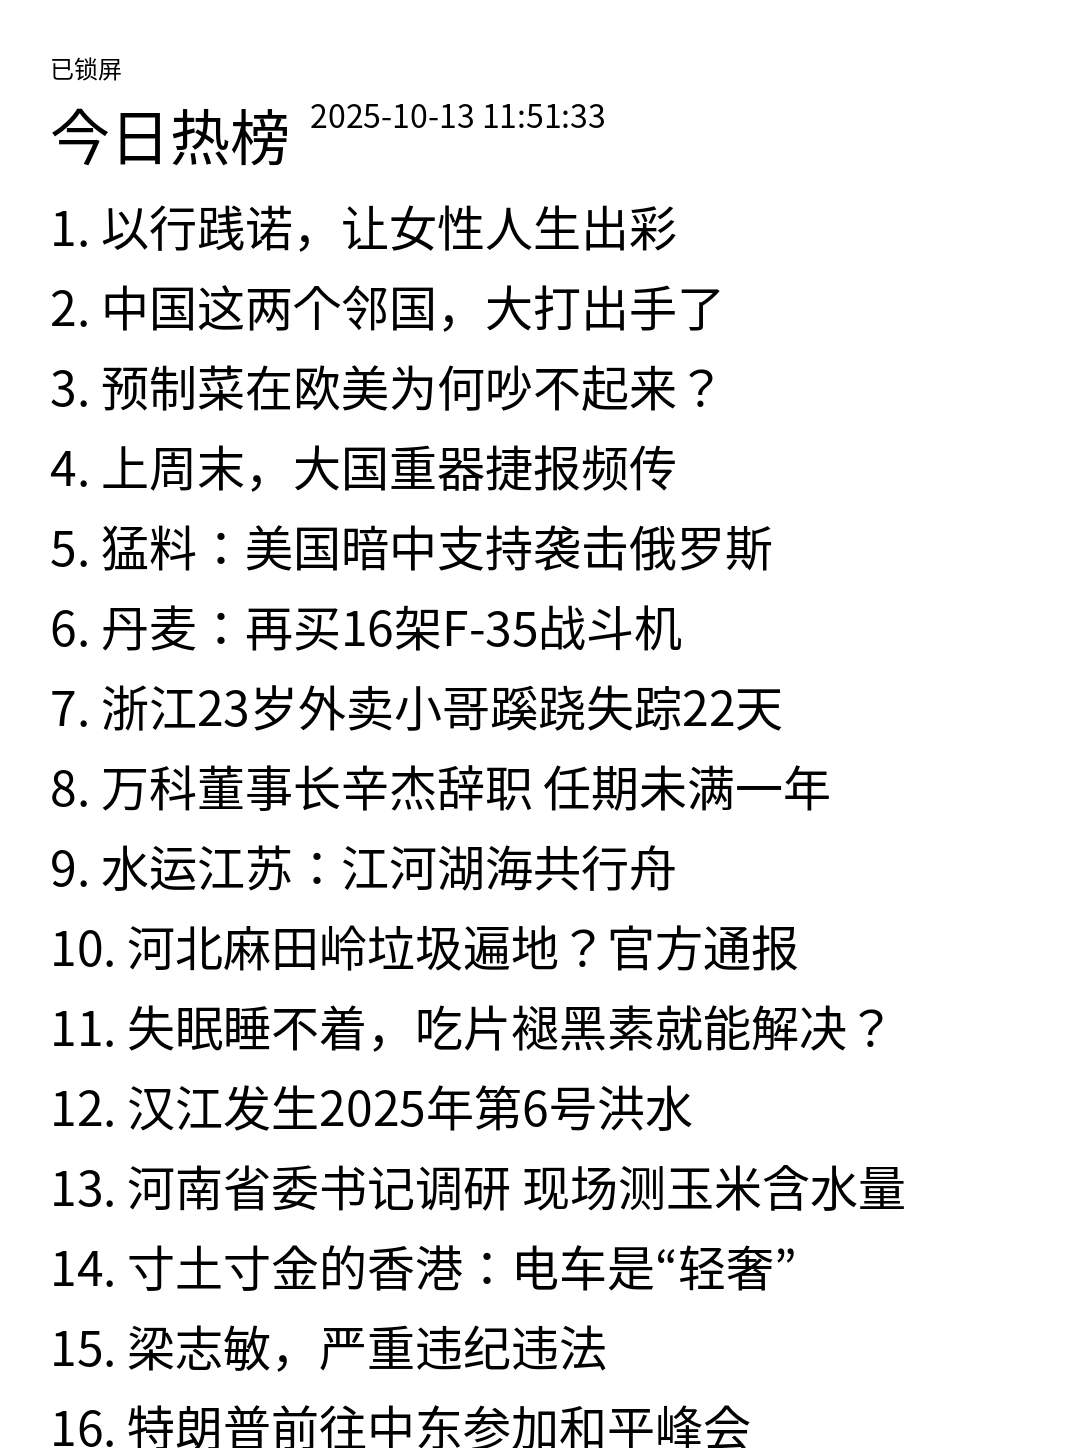 已锁屏
今日热榜 2025-10-13 11:51:33
1. 以行践诺，让女性人生出彩
2. 中国这两个邻国，大打出手了
3. 预制菜在欧美为何吵不起来？
4. 上周末，大国重器捷报频传
5. 猛料：美国暗中支持袭击俄罗斯
6. 丹麦：再买16架F-35战斗机
7. 浙江23岁外卖小哥蹊跷失踪22天
8. 万科董事长辛杰辞职 任期未满一年
9. 水运江苏：江河湖海共行舟
10. 河北麻田岭垃圾遍地？官方通报
11. 失眠睡不着，吃片褪黑素就能解决？
12. 汉江发生2025年第6号洪水
13. 河南省委书记调研 现场测玉米含水量
14. 寸土寸金的香港：电车是“轻奢”
15. 梁志敏，严重违纪违法
16. 特朗普前往中东参加和平峰会